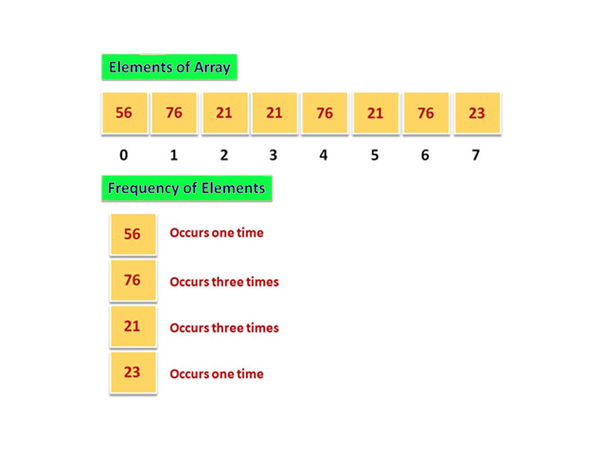 Elements of Array
56 76 21 21 76 21 76 23
0 1 2 3 4 5 6 7
Frequency of Elements
56 Occurs one time
76 Occurs three times
21 Occurs three times
23 Occurs one time